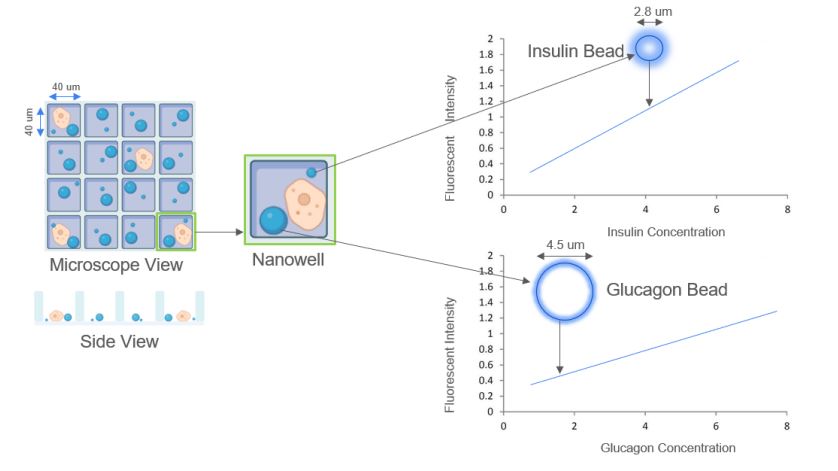 40 um
40 um
Microscope View
Side View
Nanowell
2.8 um
Insulin Bead
Fluorescent Intensity
2
1.8
1.6
1.4
1.2
1
0.8
0.6
0.4
0.2
0
0 2 4 6 8
Insulin Concentration
4.5 um
Glucagon Bead
Fluorescent Intensity
2
1.8
1.6
1.4
1.2
1
0.8
0.6
0.4
0.2
0
0 2 4 6 8
Glucagon Concentration